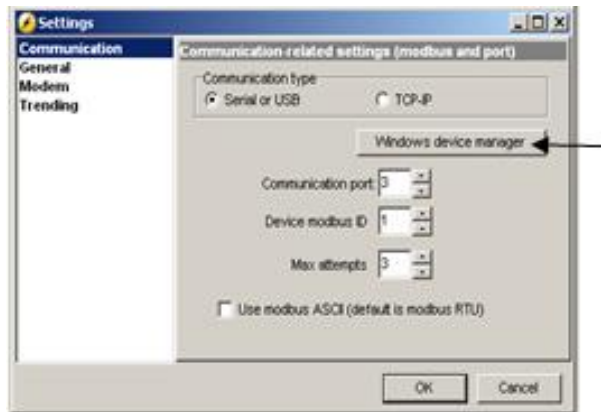 Settings
Communication
General
Modem
Trending
Communication-related settings (modbus and port)
Communication type
Serial or USB
TCP-IP
Windows device manager
Communication port 3
Device modbus ID 1
Max attempts 3
Use modbus ASCII (default is modbus RTU)
OK
Cancel